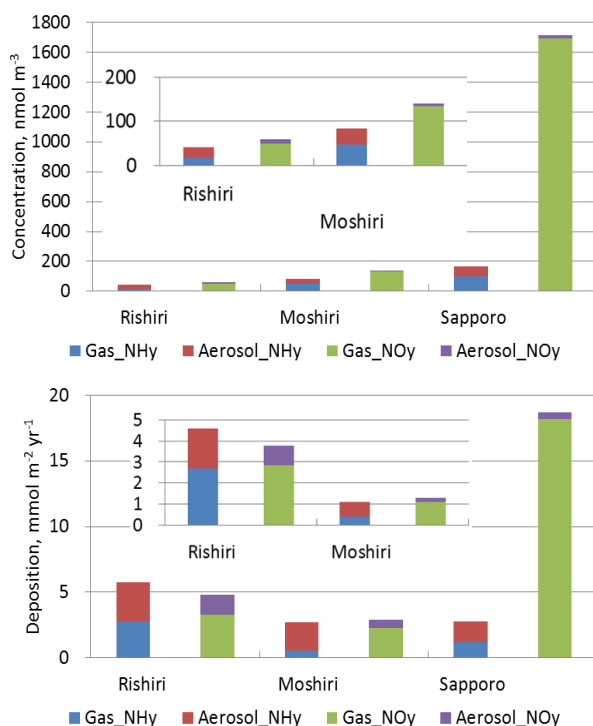 Concentration, nmol m⁻³
1800
1600
1400
1200
1000
800
600
400
200
0
200
100
0
Rishiri
Moshiri
Rishiri Moshiri Sapporo
Gas_NHy Aerosol_NHy Gas_NOy Aerosol_NOy
Deposition, mmol m⁻² yr⁻¹
20
15
10
5
0
5
4
3
2
1
0
Rishiri Moshiri
Rishiri Moshiri Sapporo
Gas_NHy Aerosol_NHy Gas_NOy Aerosol_NOy